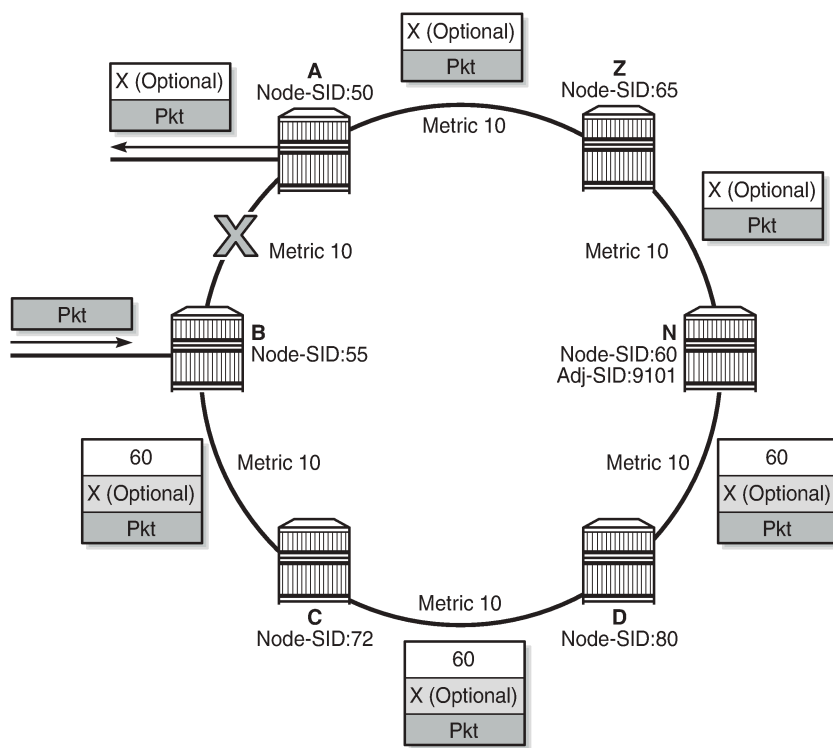 X (Optional)
Pkt
A
Node-SID:50
X (Optional)
Pkt
Z
Node-SID:65
Metric 10
X (Optional)
Pkt
X
Metric 10
Metric 10
Pkt
B
Node-SID:55
N
Node-SID:60
Adj-SID:9101
60
X (Optional)
Pkt
Metric 10
Metric 10
60
X (Optional)
Pkt
Metric 10
C
Node-SID:72
D
Node-SID:80
60
X (Optional)
Pkt